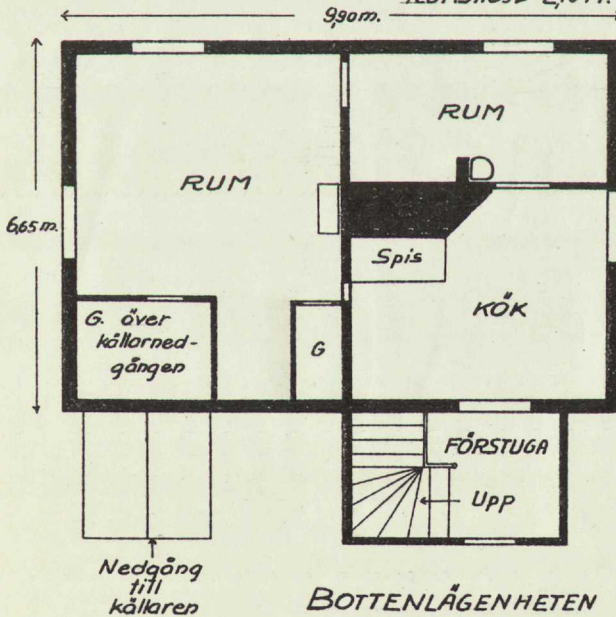 9,90 m.
RUM
RUM
6,65 m.
Spis
KÖK
G. över
källarned-
gången
G
FÖRSTUGA
UPP
Nedgång
till
källaren
BOTTENLÄGENHETEN